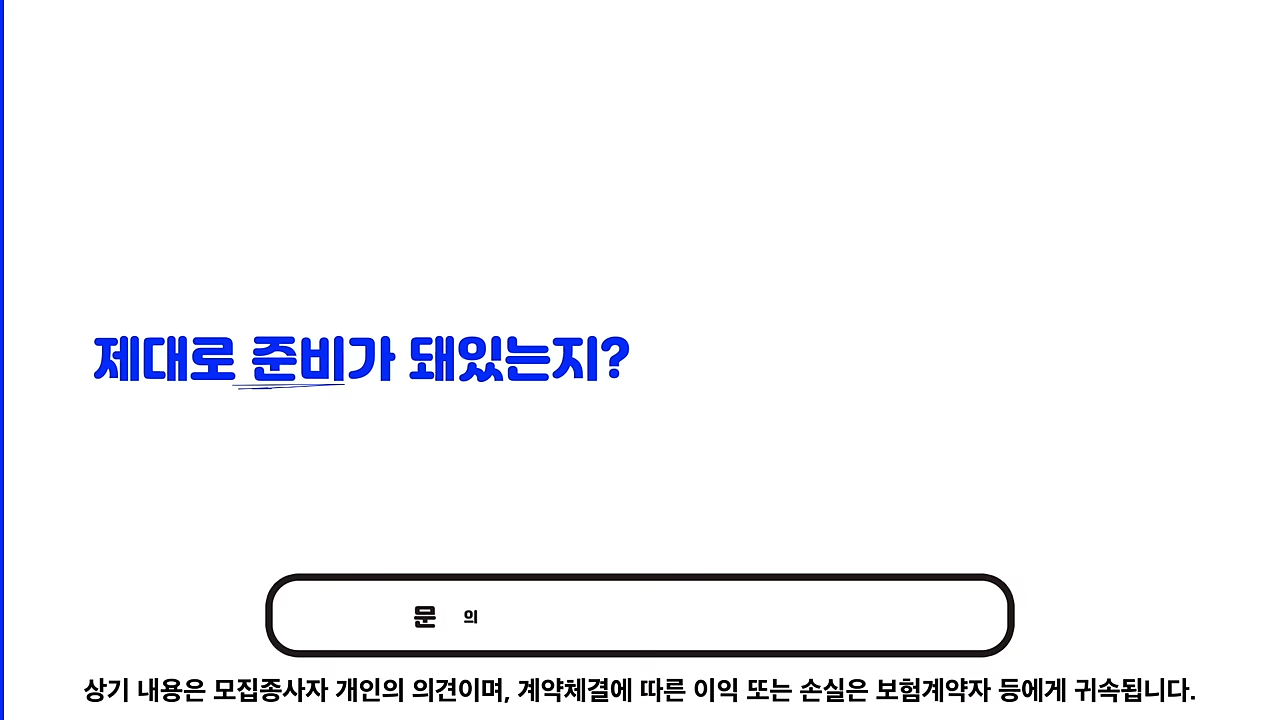 제대로 준비가 돼있는지?
문 의
상기 내용은 모집종사자 개인의 의견이며, 계약체결에 따른 이익 또는 손실은 보험계약자 등에게 귀속됩니다.